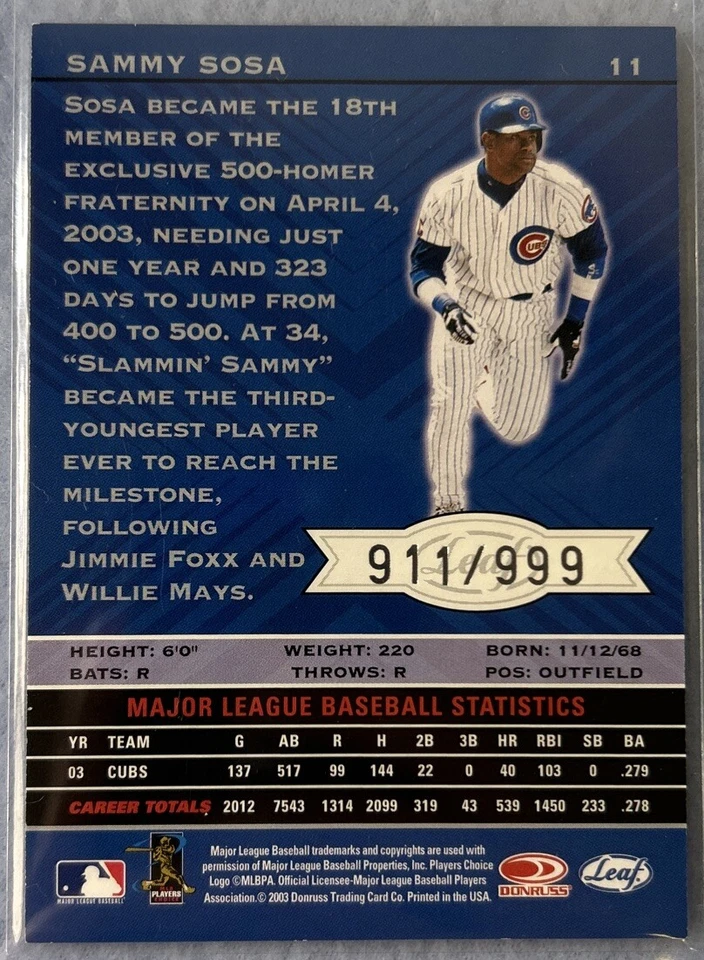 SAMMY SOSA 11
SOSA BECAME THE 18TH
MEMBER OF THE
EXCLUSIVE 500-HOMER
FRATERNITY ON APRIL 4,
2003, NEEDING JUST
ONE YEAR AND 323
DAYS TO JUMP FROM
400 TO 500. AT 34,
“SLAMMIN’ SAMMY”
BECAME THE THIRD-
YOUNGEST PLAYER
EVER TO REACH THE
MILESTONE,
FOLLOWING
JIMMIE FOXX AND
WILLIE MAYS.
CUBS
Leaf
911/999
HEIGHT: 6'0" WEIGHT: 220 BORN: 11/12/68
BATS: R THROWS: R POS: OUTFIELD
MAJOR LEAGUE BASEBALL STATISTICS
YR TEAM G AB R H 2B 3B HR RBI SB BA
03 CUBS 137 517 99 144 22 0 40 103 0 .279
CAREER TOTALS 2012 7543 1314 2099 319 43 539 1450 233 .278
MAJOR LEAGUE BASEBALL
PLAYERS
CHOICE
Major League Baseball trademarks and copyrights are used with
permission of Major League Baseball Properties, Inc. Players Choice
Logo ©MLBPA. Official Licensee-Major League Baseball Players
Association.© 2003 Donruss Trading Card Co. Printed in the USA.
DONRUSS
Leaf